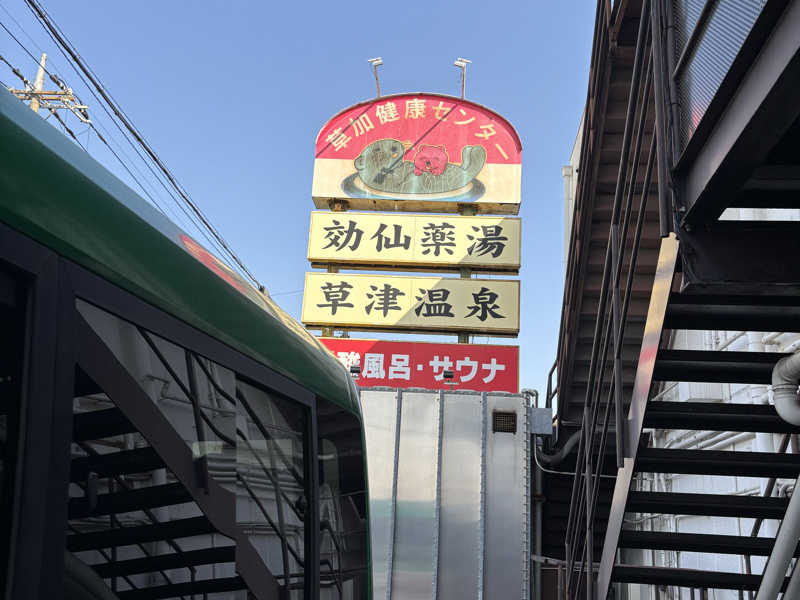 草加健康センター
効仙薬湯
草津温泉
酸風呂・サウナ